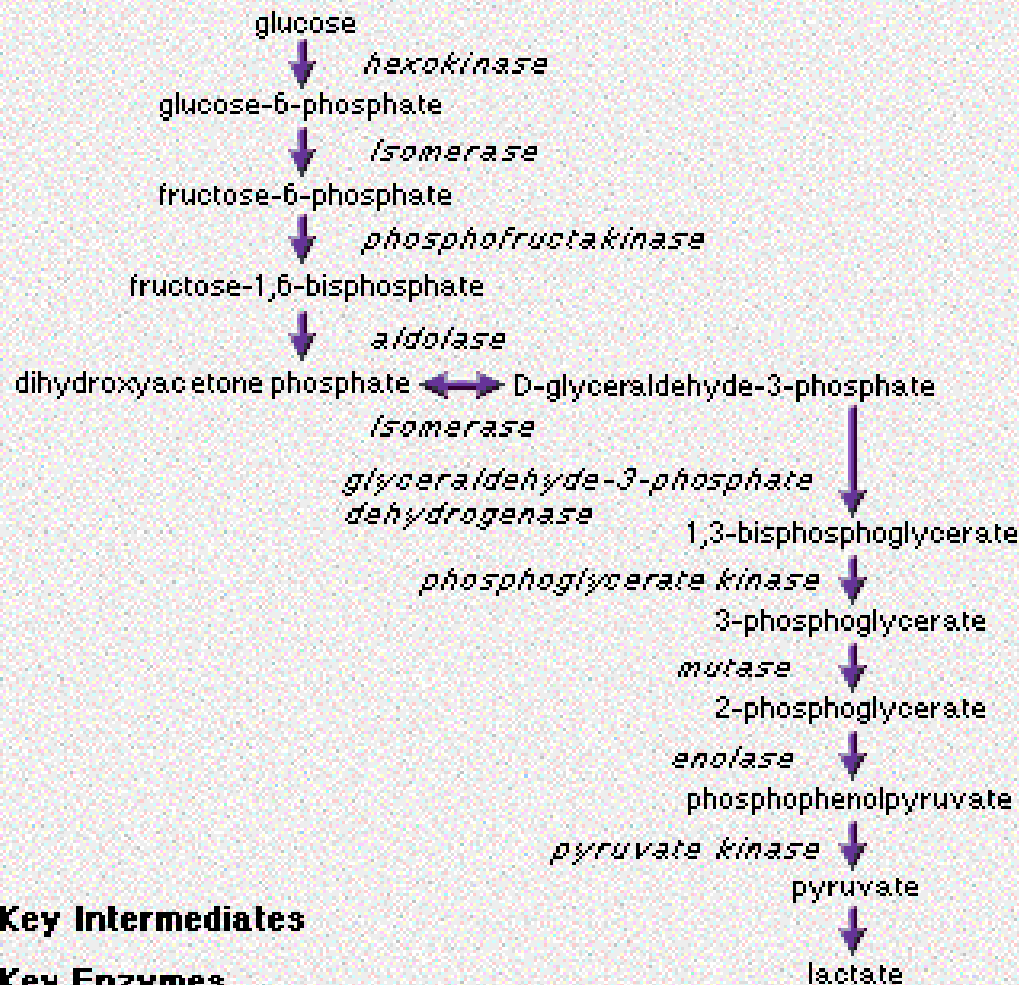 glucose
hexokinase
glucose-6-phosphate
isomerase
fructose-6-phosphate
phosphofructakinase
fructose-1,6-bisphosphate
aldolase
dihydroxyacetone phosphate D-glyceraldehyde-3-phosphate
isomerase
glyceraldehyde-3-phosphate
dehydrogenase
1,3-bisphosphoglycerate
phosphoglycerate kinase
3-phosphoglycerate
mutase
2-phosphoglycerate
enolase
phosphophenolpyruvate
pyruvate kinase
pyruvate
Key Intermediates
lactate
Key Enzymes